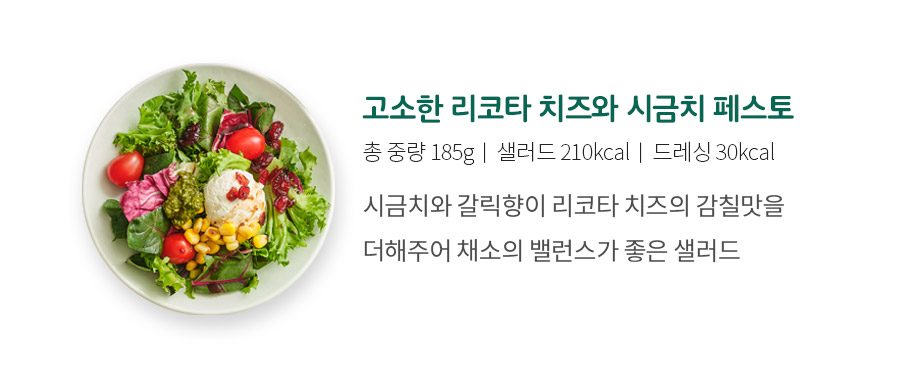 고소한 리코타 치즈와 시금치 페스토
총 중량 185g | 샐러드 210kcal | 드레싱 30kcal
시금치와 갈릭향이 리코타 치즈의 감칠맛을
더해주어 채소의 밸런스가 좋은 샐러드